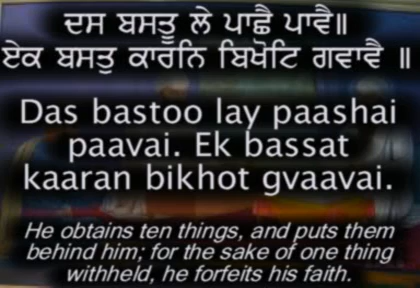 ਦਸ ਬਸਤੂ ਲੇ ਪਾਛੈ ਪਾਵੈ॥
ਏਕ ਬਸਤੁ ਕਾਰਨਿ ਬਿਖੋਟਿ ਗਵਾਵੈ ॥
Das bastoo lay paashai
paavai. Ek bassat
kaaran bikhot gvaavai.
He obtains ten things, and puts them
behind him; for the sake of one thing
withheld, he forfeits his faith.